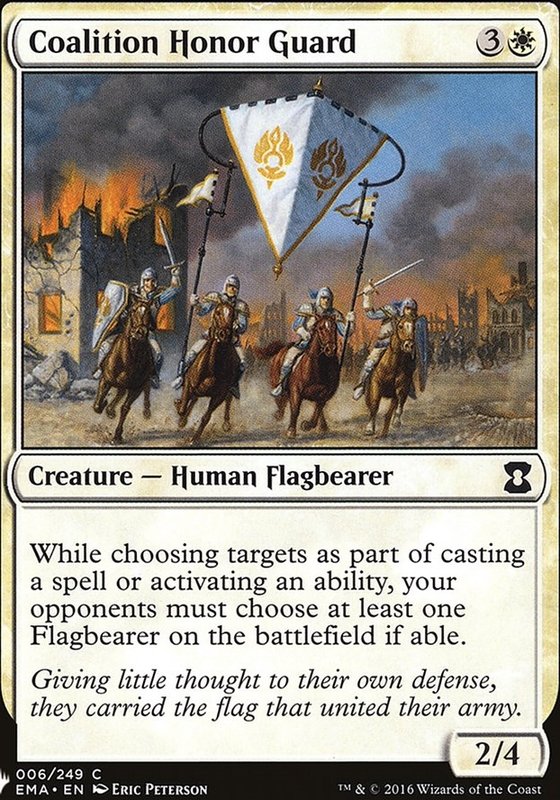 Coalition Honor Guard
3
Creature — Human Flagbearer
While choosing targets as part of casting
a spell or activating an ability, your
opponents must choose at least one
Flagbearer on the battlefield if able.
Giving little thought to their own defense,
they carried the flag that united their army.
2/4
006/249 C
EMA • EN Eric Peterson
™ & © 2016 Wizards of the Coast